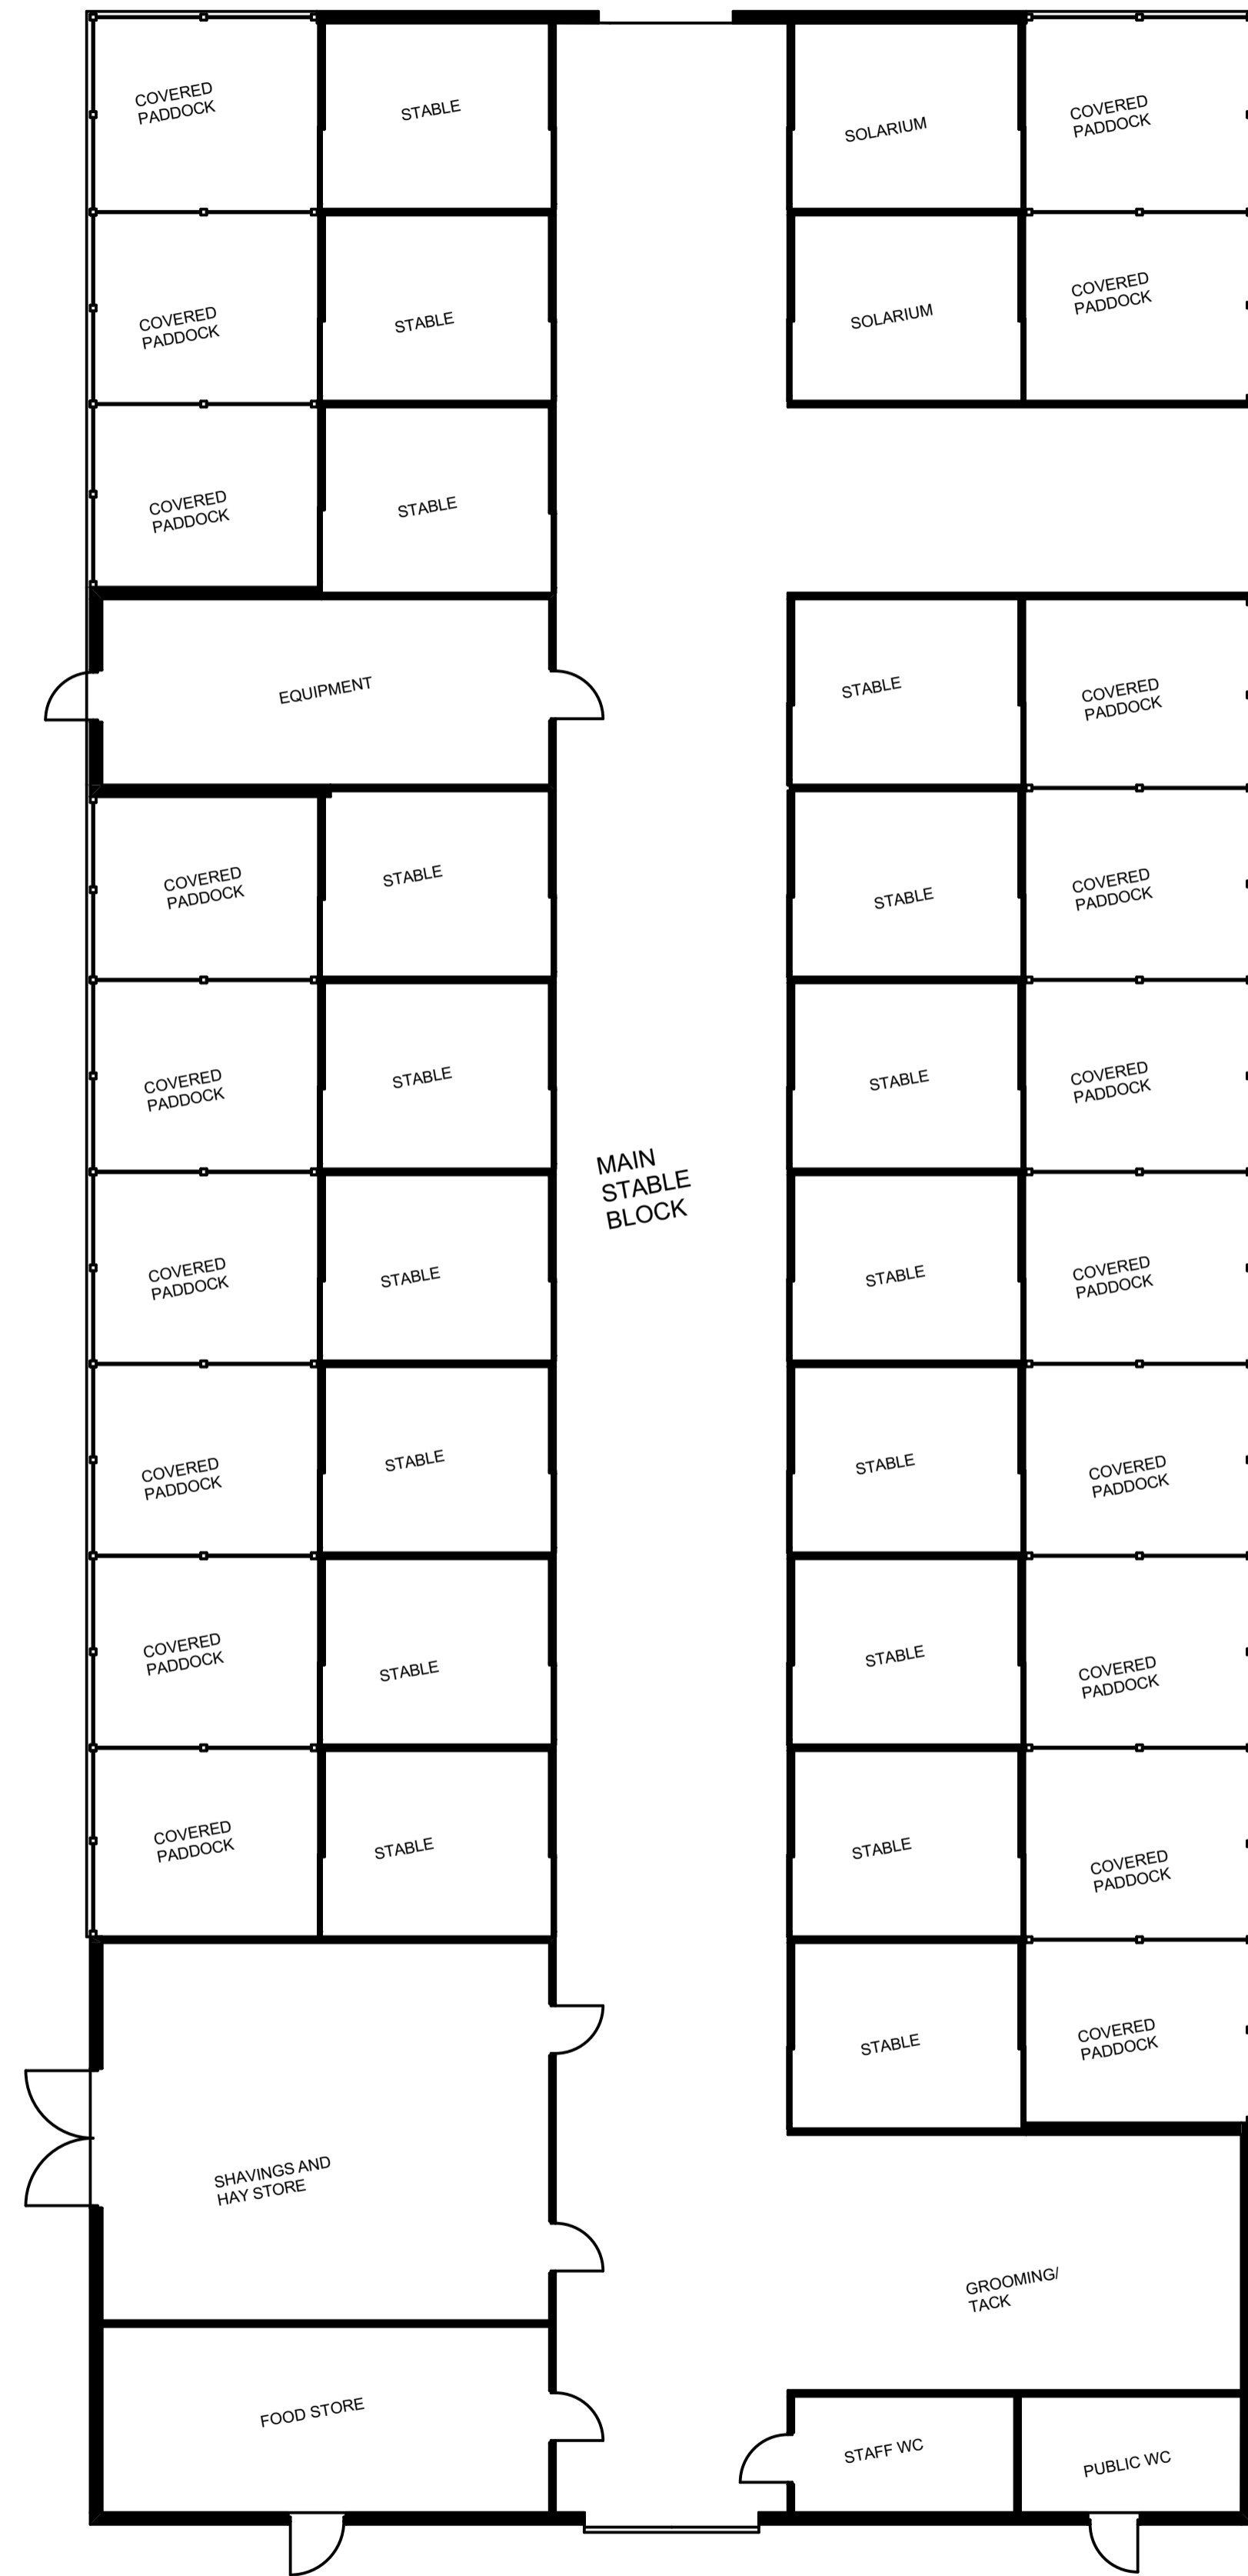 COVERED
PADDOCK
STABLE
SOLARIUM
COVERED
PADDOCK
COVERED
PADDOCK
STABLE
SOLARIUM
COVERED
PADDOCK
COVERED
PADDOCK
STABLE
EQUIPMENT
STABLE
COVERED
PADDOCK
COVERED
PADDOCK
STABLE
STABLE
COVERED
PADDOCK
COVERED
PADDOCK
STABLE
STABLE
COVERED
PADDOCK
MAIN
STABLE
BLOCK
COVERED
PADDOCK
STABLE
STABLE
COVERED
PADDOCK
COVERED
PADDOCK
STABLE
STABLE
COVERED
PADDOCK
COVERED
PADDOCK
STABLE
STABLE
COVERED
PADDOCK
COVERED
PADDOCK
STABLE
STABLE
COVERED
PADDOCK
STABLE
COVERED
PADDOCK
SHAVINGS AND
HAY STORE
GROOMING/
TACK
FOOD STORE
STAFF WC
PUBLIC WC